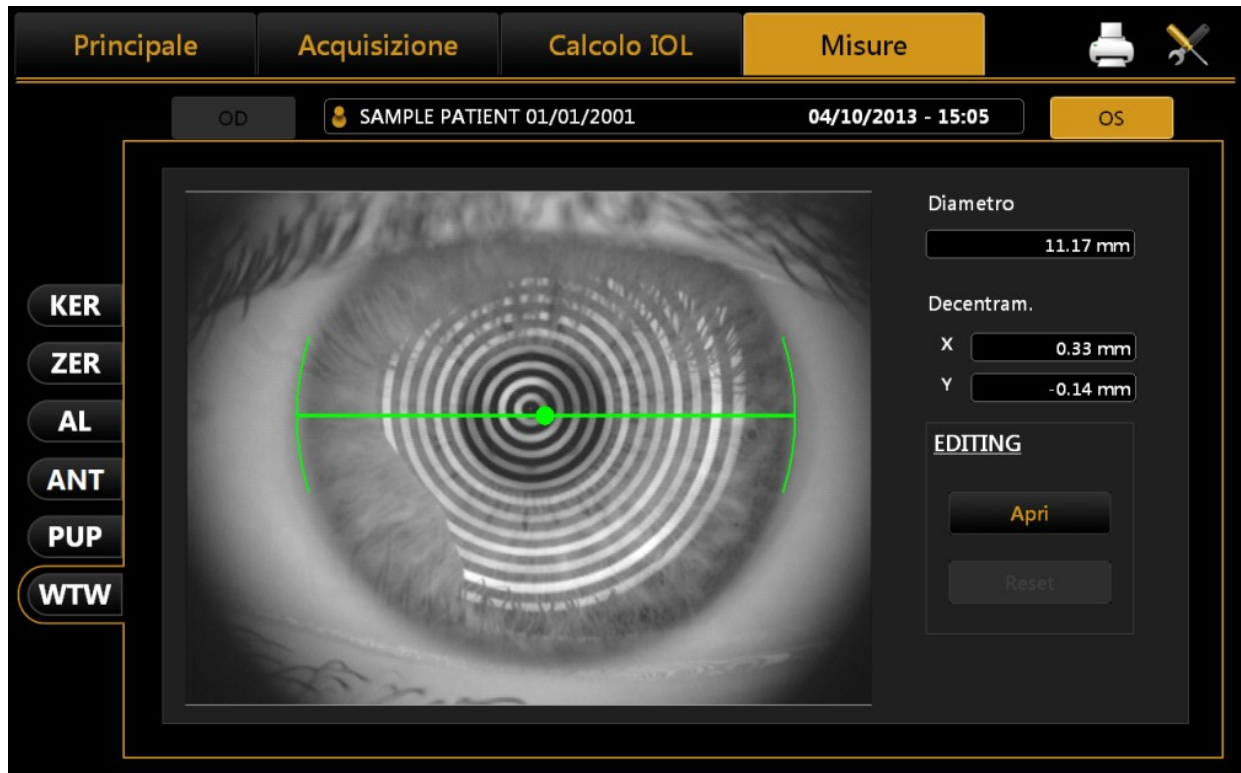 Principale Acquisizione Calcolo IOL Misure
OD SAMPLE PATIENT 01/01/2001 04/10/2013 - 15:05 OS
Diametro
11.17 mm
Decentram.
X 0.33 mm
Y -0.14 mm
EDITING
Apri
Reset
KER
ZER
AL
ANT
PUP
WTW